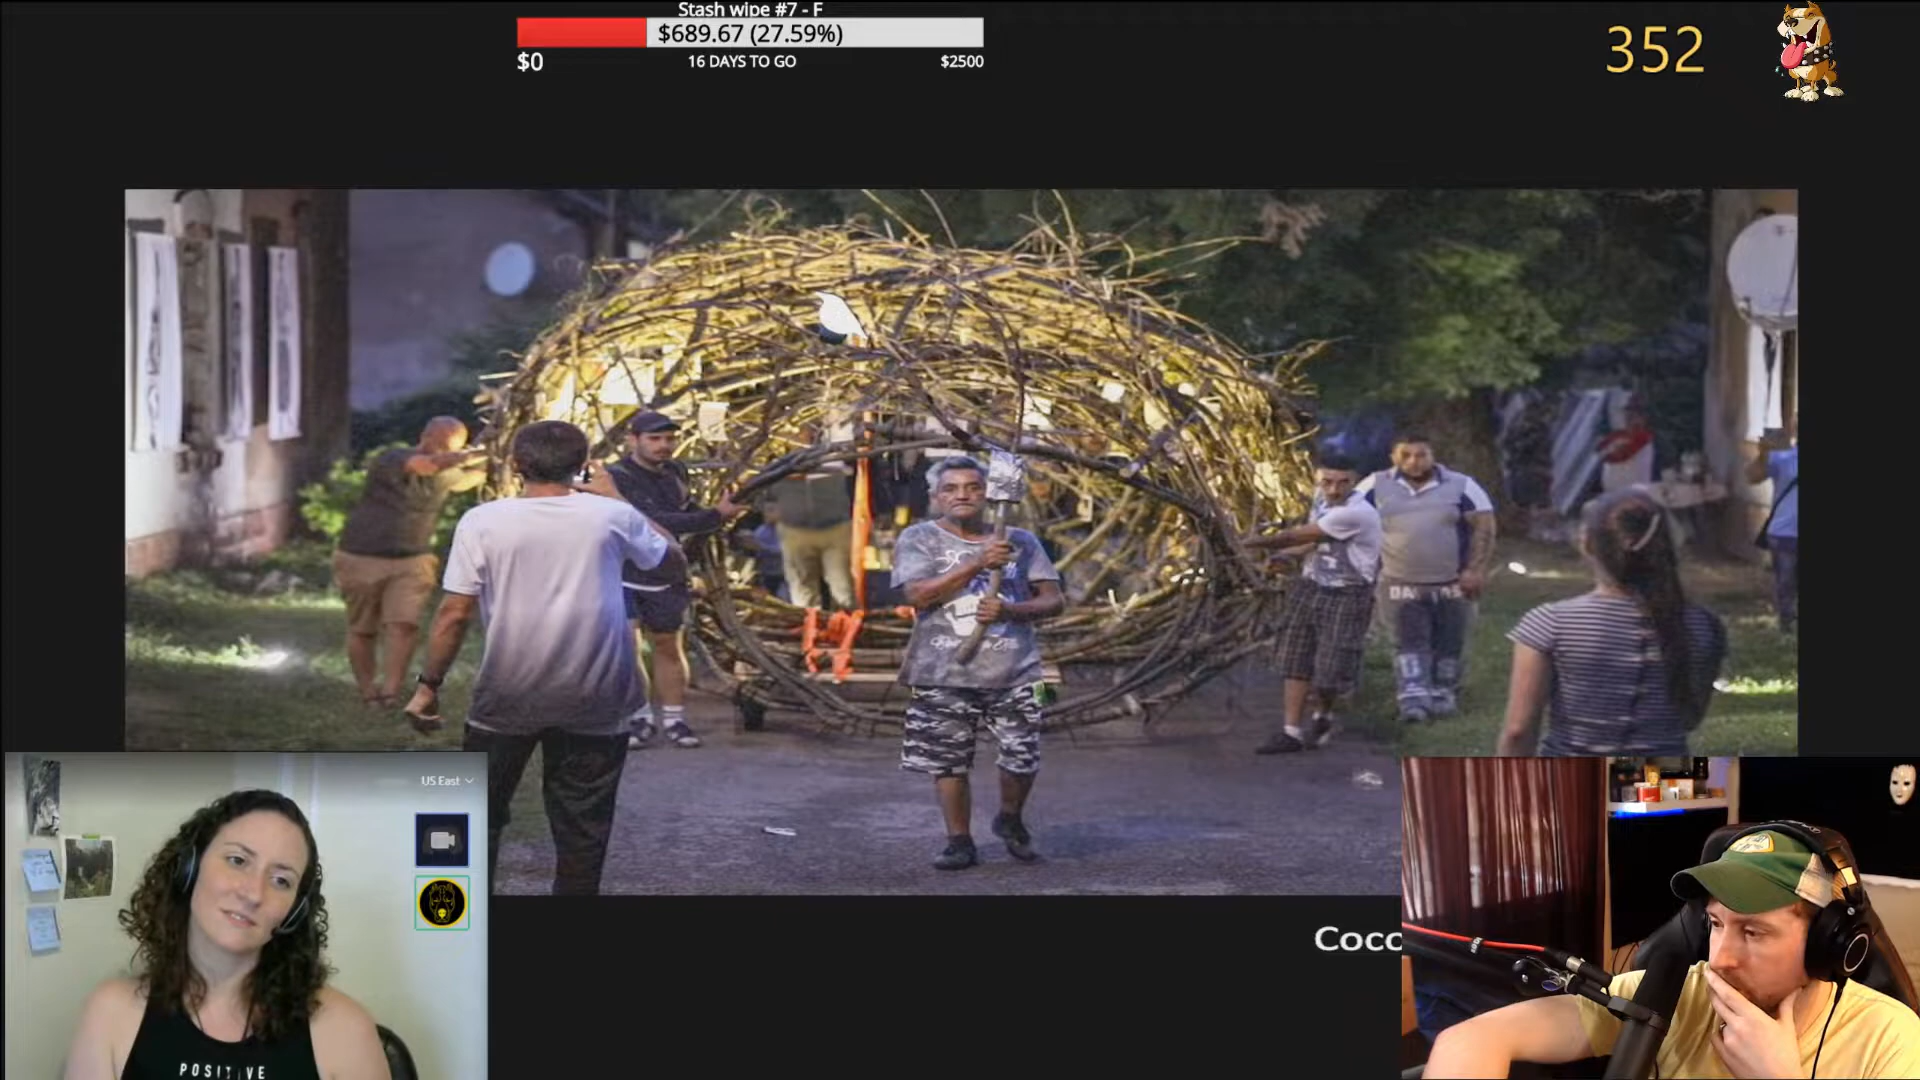 Stash wipe #7 - F
$689.67 (27.59%)
$0
16 DAYS TO GO
$2500
352
US East
Coco
POSITIVE